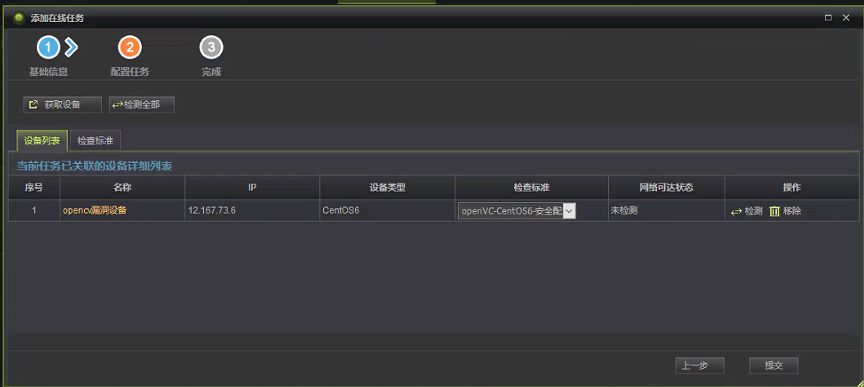 添加在线任务
1 2 3
基础信息 配置任务 完成
获取设备 检测全部
设备列表 检查标准
当前任务已关联的设备详细列表
序号 名称 IP 设备类型 检查标准 网络可达状态 操作
1 openc漏洞设备 12.167.73.6 CentOS6 openVC-CentOS6-安全配 未检测 检测 移除
上一步 提交